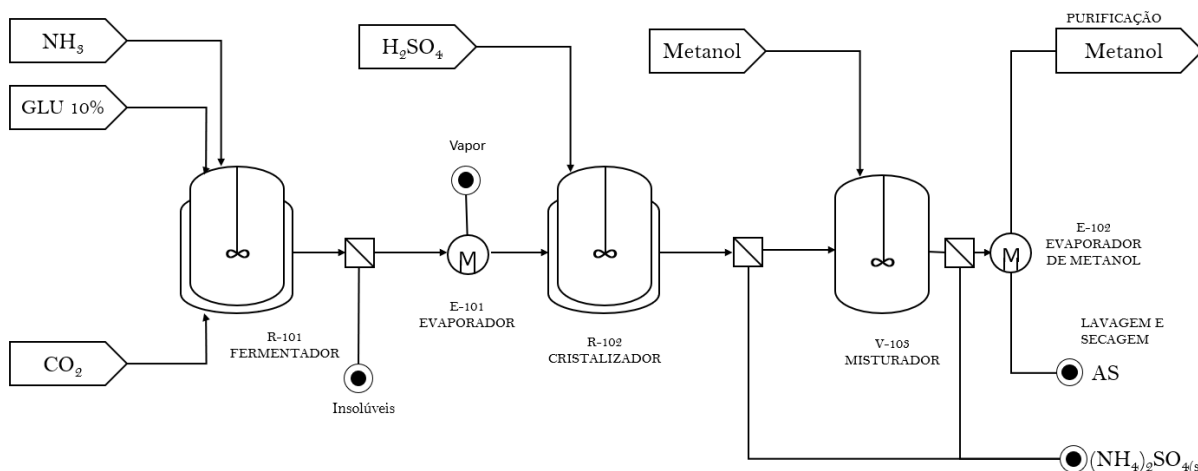 NH₃
GLU 10%
CO₂
H₂SO₄
Metanol
PURIFICAÇÃO
Metanol
Vapor
M
E-101
EVAPORADOR
R-101
FERMENTADOR
Insolúveis
R-102
CRISTALIZADOR
V-103
MISTURADOR
M
E-102
EVAPORADOR
DE METANOL
LAVAGEM E
SECAGEM
AS
(NH₄)₂SO₄(s